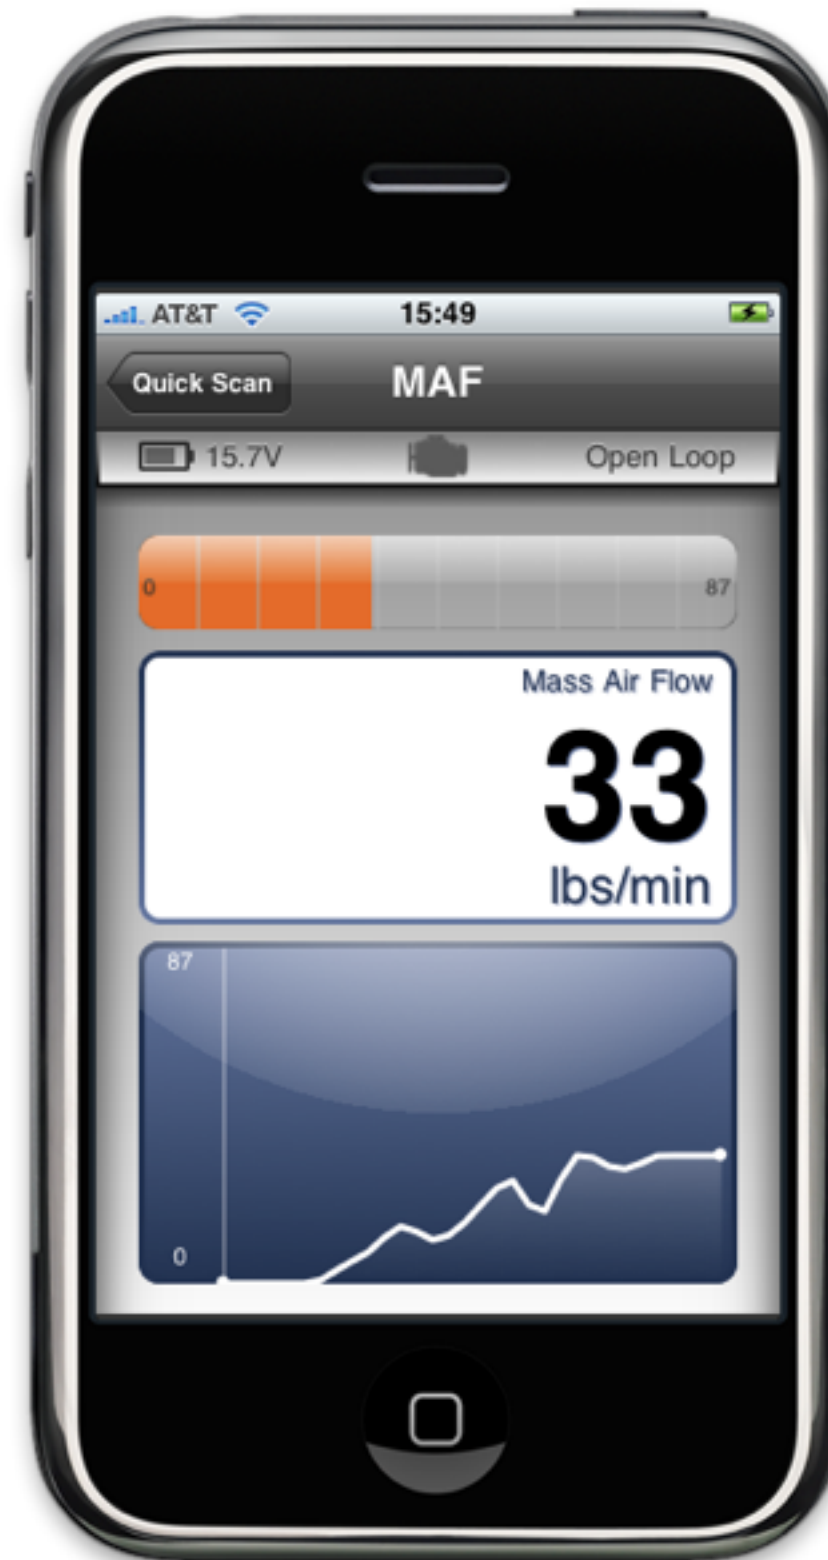 AT&T 15:49
Quick Scan MAF
15.7V Open Loop
0 87
Mass Air Flow
33
lbs/min
87
0